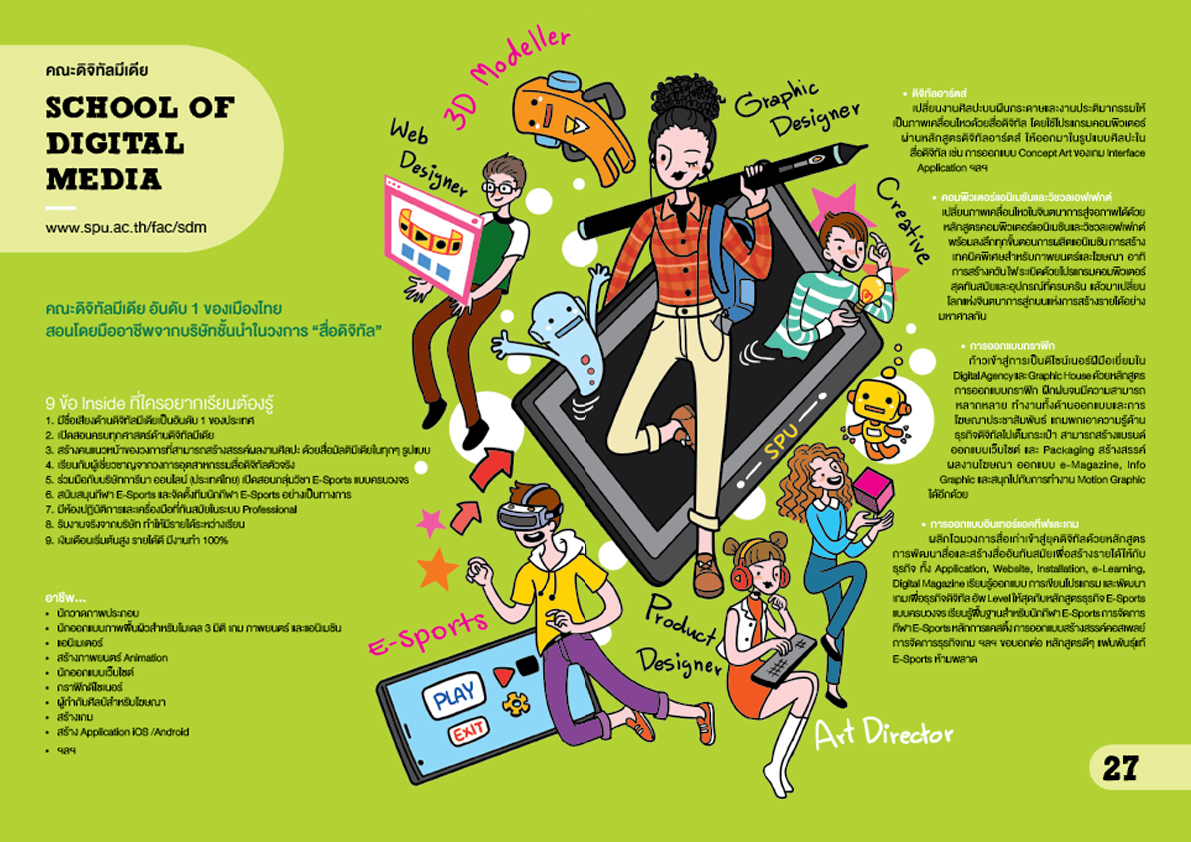 คณะดิจิทัลมีเดีย
SCHOOL OF
DIGITAL
MEDIA
www.spu.ac.th/fac/sdm
คณะดิจิทัลมีเดีย อันดับ 1 ของเมืองไทย
สอนโดยมืออาชีพจากบริษัทชั้นนำในวงการ “สื่อดิจิทัล”
9 ข้อ Inside ที่ใครอยากเรียนต้องรู้
1. มีชื่อเสียงด้านดิจิทัลมีเดียเป็นอันดับ 1 ของประเทศ
2. เปิดสอนครบทุกศาสตร์ด้านดิจิทัลมีเดีย
3. สร้างคนแนวหน้าของวงการที่สามารถสร้างสรรค์ผลงานศิลปะ ด้วยสื่อมัลติมีเดียในทุกๆ รูปแบบ
4. เรียนกับผู้เชี่ยวชาญจากวงการอุตสาหกรรมสื่อดิจิทัลตัวจริง
5. ร่วมมือกับบริษัทการีนา ออนไลน์ (ประเทศไทย) เปิดสอนกลุ่มวิชา E-Sports แบบครบวงจร
6. สนับสนุนกีฬา E-Sports และจัดตั้งทีมนักกีฬา E-Sports อย่างเป็นทางการ
7. มีห้องปฏิบัติการและเครื่องมือที่ทันสมัยในระบบ Professional
8. รับงานจริงจากบริษัท ทำให้มีรายได้ระหว่างเรียน
9. เงินเดือนเริ่มต้นสูง รายได้ดี มีงานทำ 100%
อาชีพ...
• นักวาดภาพประกอบ
• นักออกแบบภาพพื้นผิวสำหรับโมเดล 3 มิติ เกม ภาพยนตร์ และแอนิเมชัน
• แอนิเมเตอร์
• สร้างภาพยนตร์ Animation
• นักออกแบบเว็บไซต์
• กราฟิกดีไซเนอร์
• ผู้กำกับศิลป์สำหรับโฆษณา
• สร้างเกม
• สร้าง Application iOS /Android
• ฯลฯ
3D Modeller
Web
Designer
Graphic
Designer
Creative
SPU
E-Sports
PLAY
EXIT
Product
Designer
Art Director
• ดิจิทัลอาร์ตส์
เปลี่ยนงานศิลปะบนผืนกระดาษและงานประติมากรรมให้
เป็นภาพเคลื่อนไหวด้วยสื่อดิจิทัล โดยใช้โปรแกรมคอมพิวเตอร์
ผ่านหลักสูตรดิจิทัลอาร์ตส์ ให้ออกมาในรูปแบบศิลปะใน
สื่อดิจิทัล เช่น การออกแบบ Concept Art ของเกม Interface
Application ฯลฯ
• คอมพิวเตอร์แอนิเมชันและวิชวลเอฟเฟกต์
เปลี่ยนภาพเคลื่อนไหวในจินตนาการสู่จอภาพได้ด้วย
หลักสูตรคอมพิวเตอร์แอนิเมชันและวิชวลเอฟเฟกต์
พร้อมลงลึกทุกขั้นตอนการผลิตแอนิเมชัน การสร้าง
เทคนิคพิเศษสำหรับภาพยนตร์และโฆษณา อาทิ
การสร้างควัน ไฟ ระเบิดด้วยโปรแกรมคอมพิวเตอร์
สุดทันสมัยและอุปกรณ์ที่ครบครัน แล้วมาเปลี่ยน
โลกแห่งจินตนาการสู่ถนนแห่งการสร้างรายได้อย่าง
มหาศาลกัน
• การออกแบบกราฟิก
ก้าวเข้าสู่การเป็นดีไซน์เนอร์ฝีมือเยี่ยมใน
Digital Agency และ Graphic House ด้วยหลักสูตร
การออกแบบกราฟิก ฝึกฝนจนมีความสามารถ
หลากหลาย ทำงานทั้งด้านออกแบบและการ
โฆษณาประชาสัมพันธ์ แถมพกเอาความรู้ด้าน
ธุรกิจดิจิทัลไปเต็มกระเป๋า สามารถสร้างแบรนด์
ออกแบบเว็บไซต์ และ Packaging สร้างสรรค์
ผลงานโฆษณา ออกแบบ e-Magazine, Info
Graphic และสนุกไปกับการทำงาน Motion Graphic
ได้อีกด้วย
• การออกแบบอินเทอร์แอคทีฟและเกม
พลิกโฉมวงการสื่อเก่าเข้าสู่ยุคดิจิทัลด้วยหลักสูตร
การพัฒนาสื่อและสร้างสื่ออันทันสมัยเพื่อสร้างรายได้ให้กับ
ธุรกิจ ทั้ง Application, Website, Installation, e-Learning,
Digital Magazine เรียนรู้ออกแบบ การเขียนโปรแกรม และพัฒนา
เกมเพื่อธุรกิจดิจิทัล อัพ Level ให้สุดกับหลักสูตรธุรกิจ E-Sports
แบบครบวงจร เรียนรู้พื้นฐานสำหรับนักกีฬา E-Sports การจัดการ
กีฬา E-Sports หลักการแคสติ้ง การออกแบบสร้างสรรค์คอสเพลย์
การจัดการธุรกิจเกม ฯลฯ ขอบอกต่อ หลักสูตรดีๆ แฟนพันธุ์แท้
E-Sports ห้ามพลาด
27